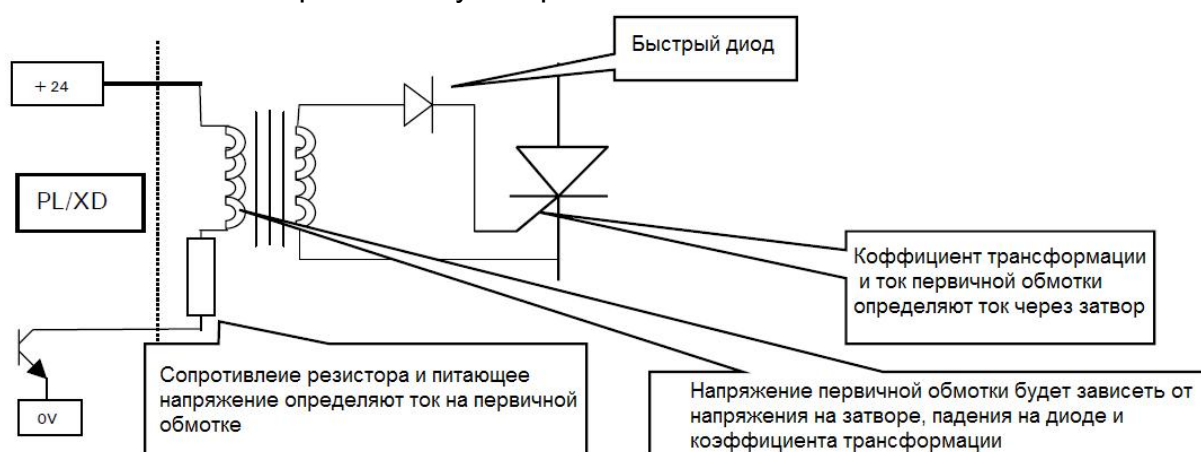 Быстрый диод
+ 24
PL/XD
Коффициент трансформации
и ток первичной обмотки
определяют ток через затвор
Сопротивлеие резистора и питающее
напряжение определяют ток на первичной
обмотке
0V
Напряжение первичной обмотки будет зависеть от
напряжения на затворе, падения на диоде и
коэффициента трансформации